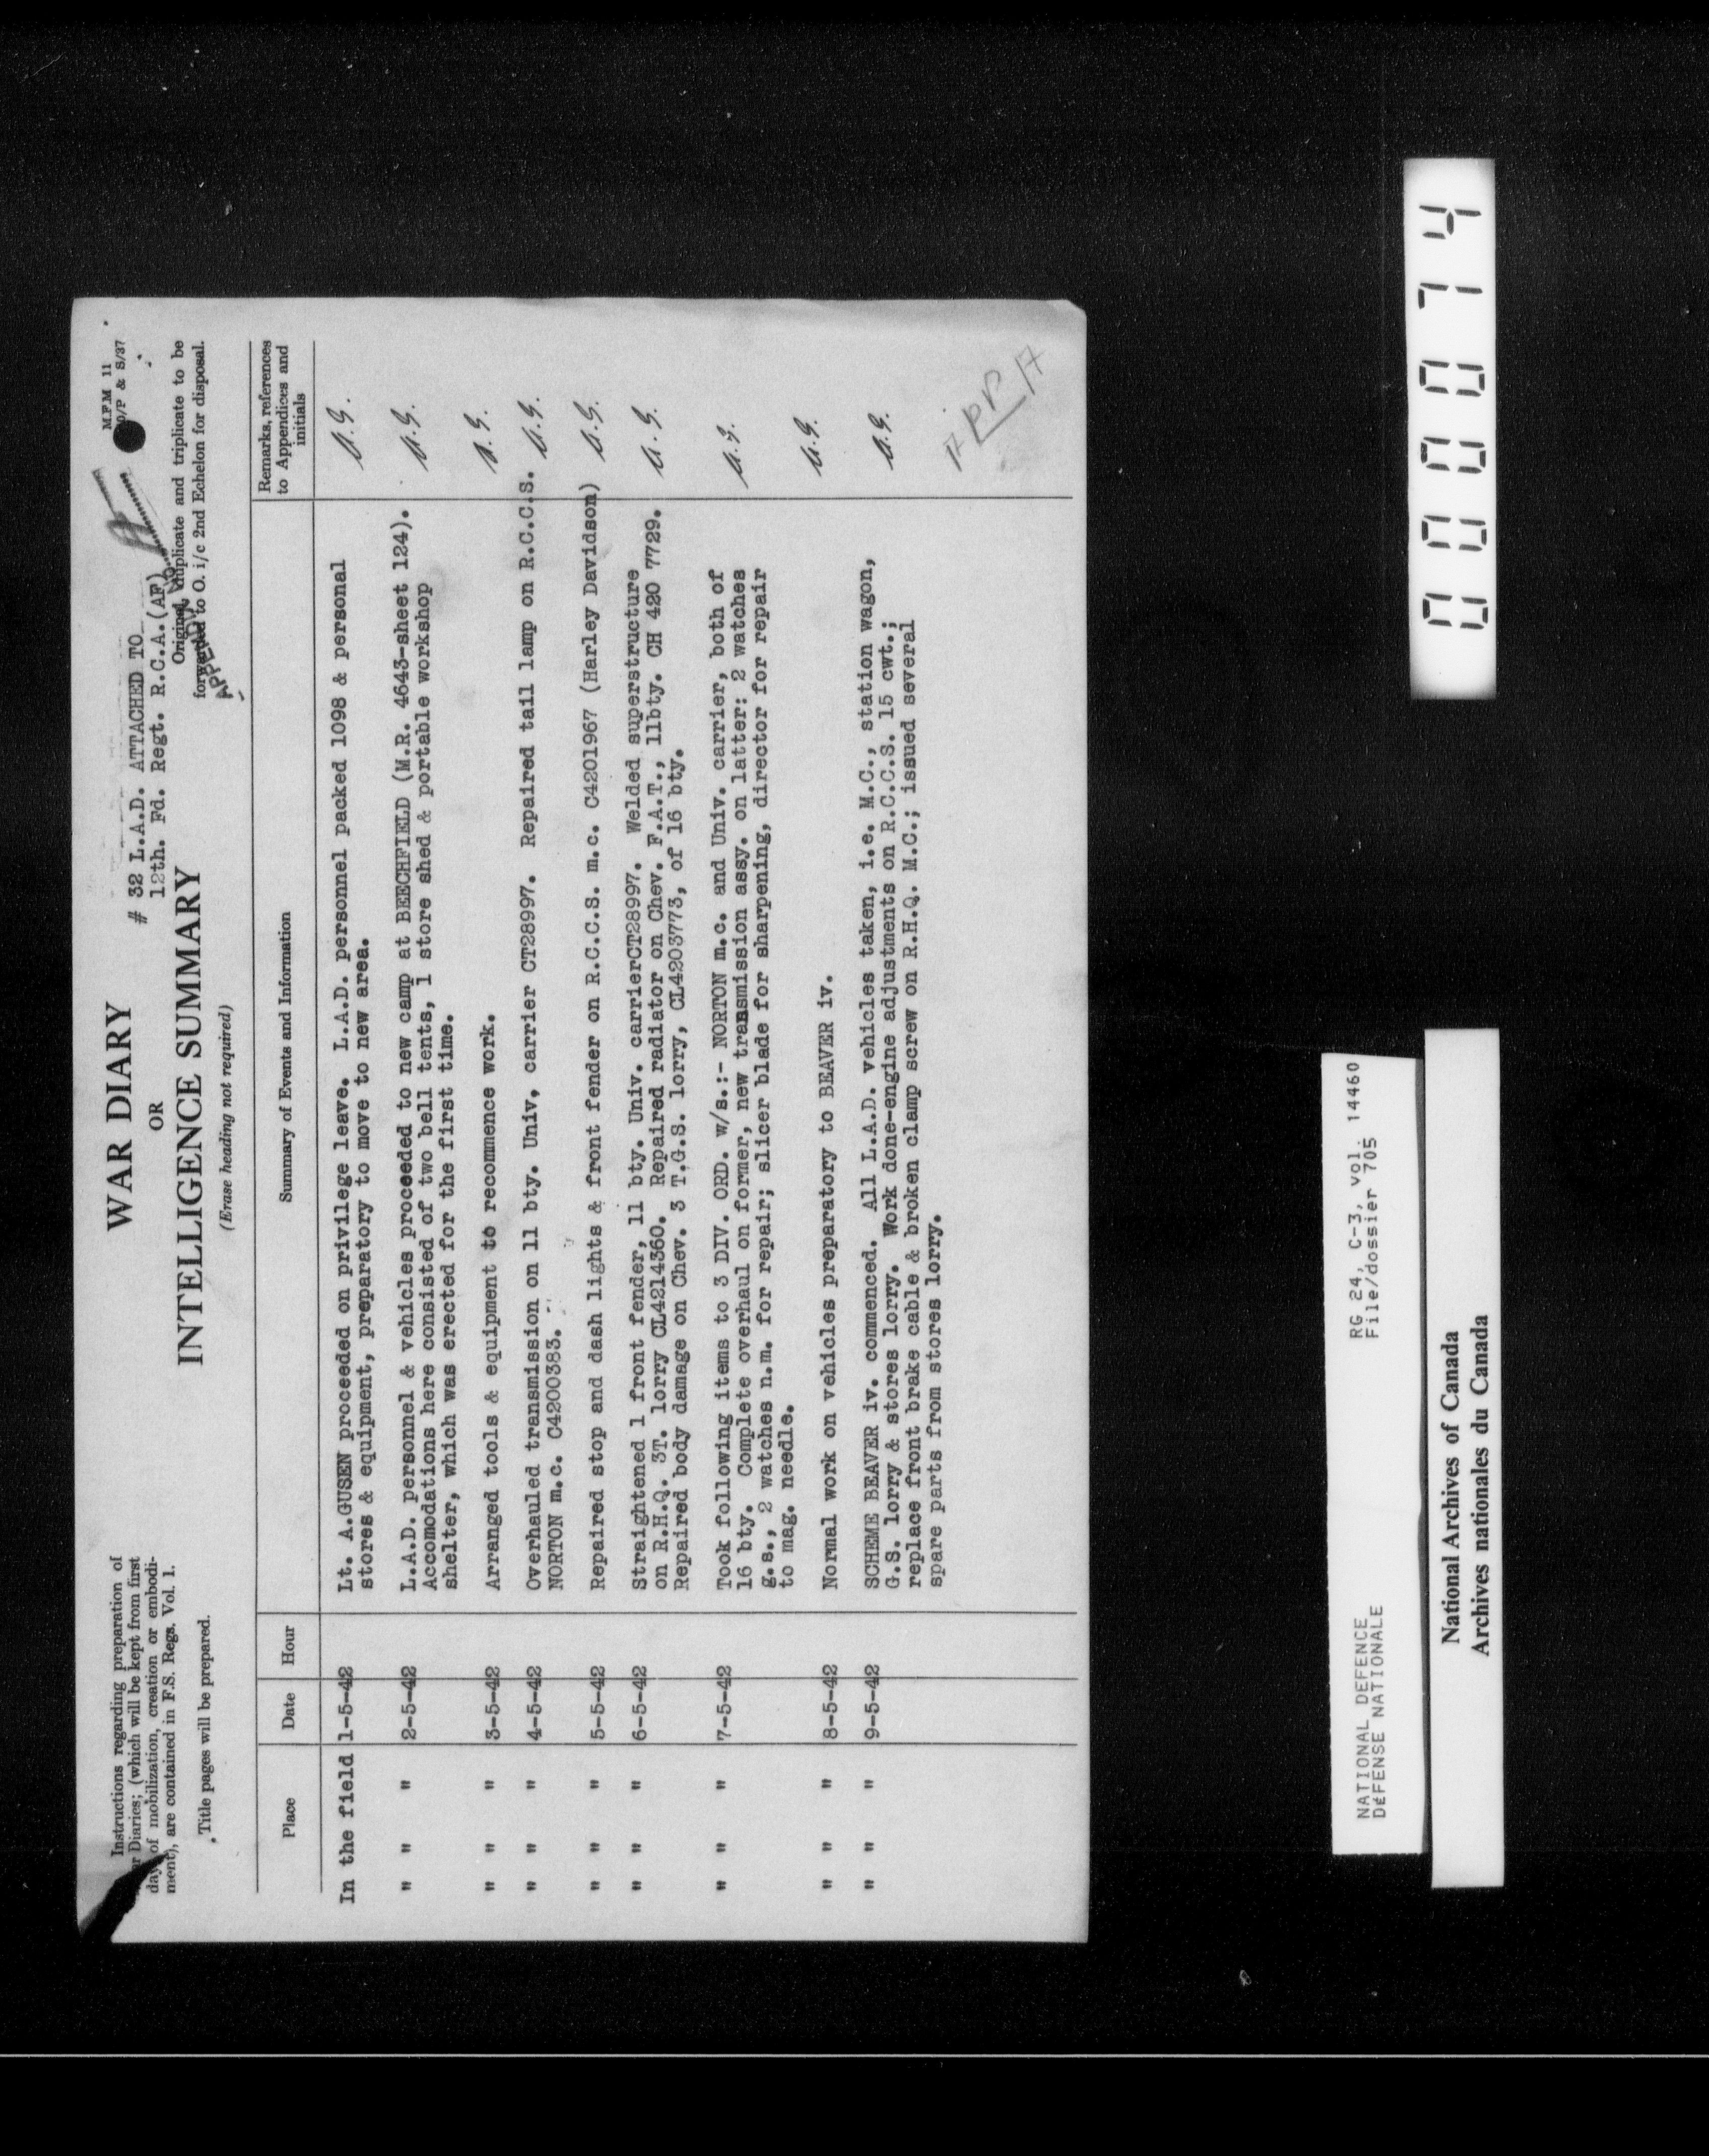 Instructions regarding preparation of
Diaries; (which will be kept from first
day of mobilization, creation or embodi-
ment), are contained in F.S. Regs. Vol. 1.
Title pages will be prepared.
WAR DIARY
OR
INTELLIGENCE SUMMARY
(Erase heading not required)
# 32 L.A.D. ATTACHED TO
12th. Fd. Regt. R.C.A.(AF)
M.F.M 11
O/P & S/37
Original, duplicate and triplicate to be
forwarded to O. i/c 2nd Echelon for disposal.
APPENDIX NO. A
Place Date Hour Summary of Events and Information Remarks, references
to Appendices and
initials
In the field 1-5-42 Lt. A.GUSEN proceeded on privilege leave. L.A.D. personnel packed 1098 & personal A.G.
stores & equipment, preparatory to move to new area.
" " " 2-5-42 L.A.D. personnel & vehicles proceeded to new camp at BEECHFIELD (M.R. 4643-sheet 124). A.G.
Accomodations here consisted of two bell tents, 1 store shed & portable workshop
shelter, which was erected for the first time.
" " " 3-5-42 Arranged tools & equipment to recommence work. A.G.
" " " 4-5-42 Overhauled transmission on 11 bty. Univ. carrier CT28997. Repaired tail lamp on R.C.C.S. A.G.
NORTON m.c. C4200383.
" " " 5-5-42 Repaired stop and dash lights & front fender on R.C.C.S. m.c. C4201967 (Harley Davidson) A.G.
" " " 6-5-42 Straightened 1 front fender, 11 bty. Univ. carrierCT28997. Welded superstructure A.G.
on R.H.Q. 3T. lorry CL4214360. Repaired radiator on Chev. F.A.T., 11bty. CH 420 7729.
Repaired body damage on Chev. 3 T.G.S. lorry, CL4203773, of 16 bty.
" " " 7-5-42 Took following items to 3 DIV. ORD. w/s.:- NORTON m.c. and Univ. carrier, both of A.G.
16 bty. Complete overhaul on former, new transmission assy. on latter: 2 watches
g.s., 2 watches n.m. for repair; slicer blade for sharpening, director for repair
to mag. needle.
" " " 8-5-42 Normal work on vehicles preparatory to BEAVER iv. A.G.
" " " 9-5-42 SCHEME BEAVER iv. commenced. All L.A.D. vehicles taken, i.e. M.C., station wagon, A.G.
G.S. lorry & stores lorry. Work done-engine adjustments on R.C.C.S. 15 cwt.;
replace front brake cable & broken clamp screw on R.H.Q. M.C.; issued several
spare parts from stores lorry.
17
NATIONAL DEFENCE RG 24, C-3, vol. 14460
DÉFENSE NATIONALE File/dossier 705
National Archives of Canada
Archives nationales du Canada
000074